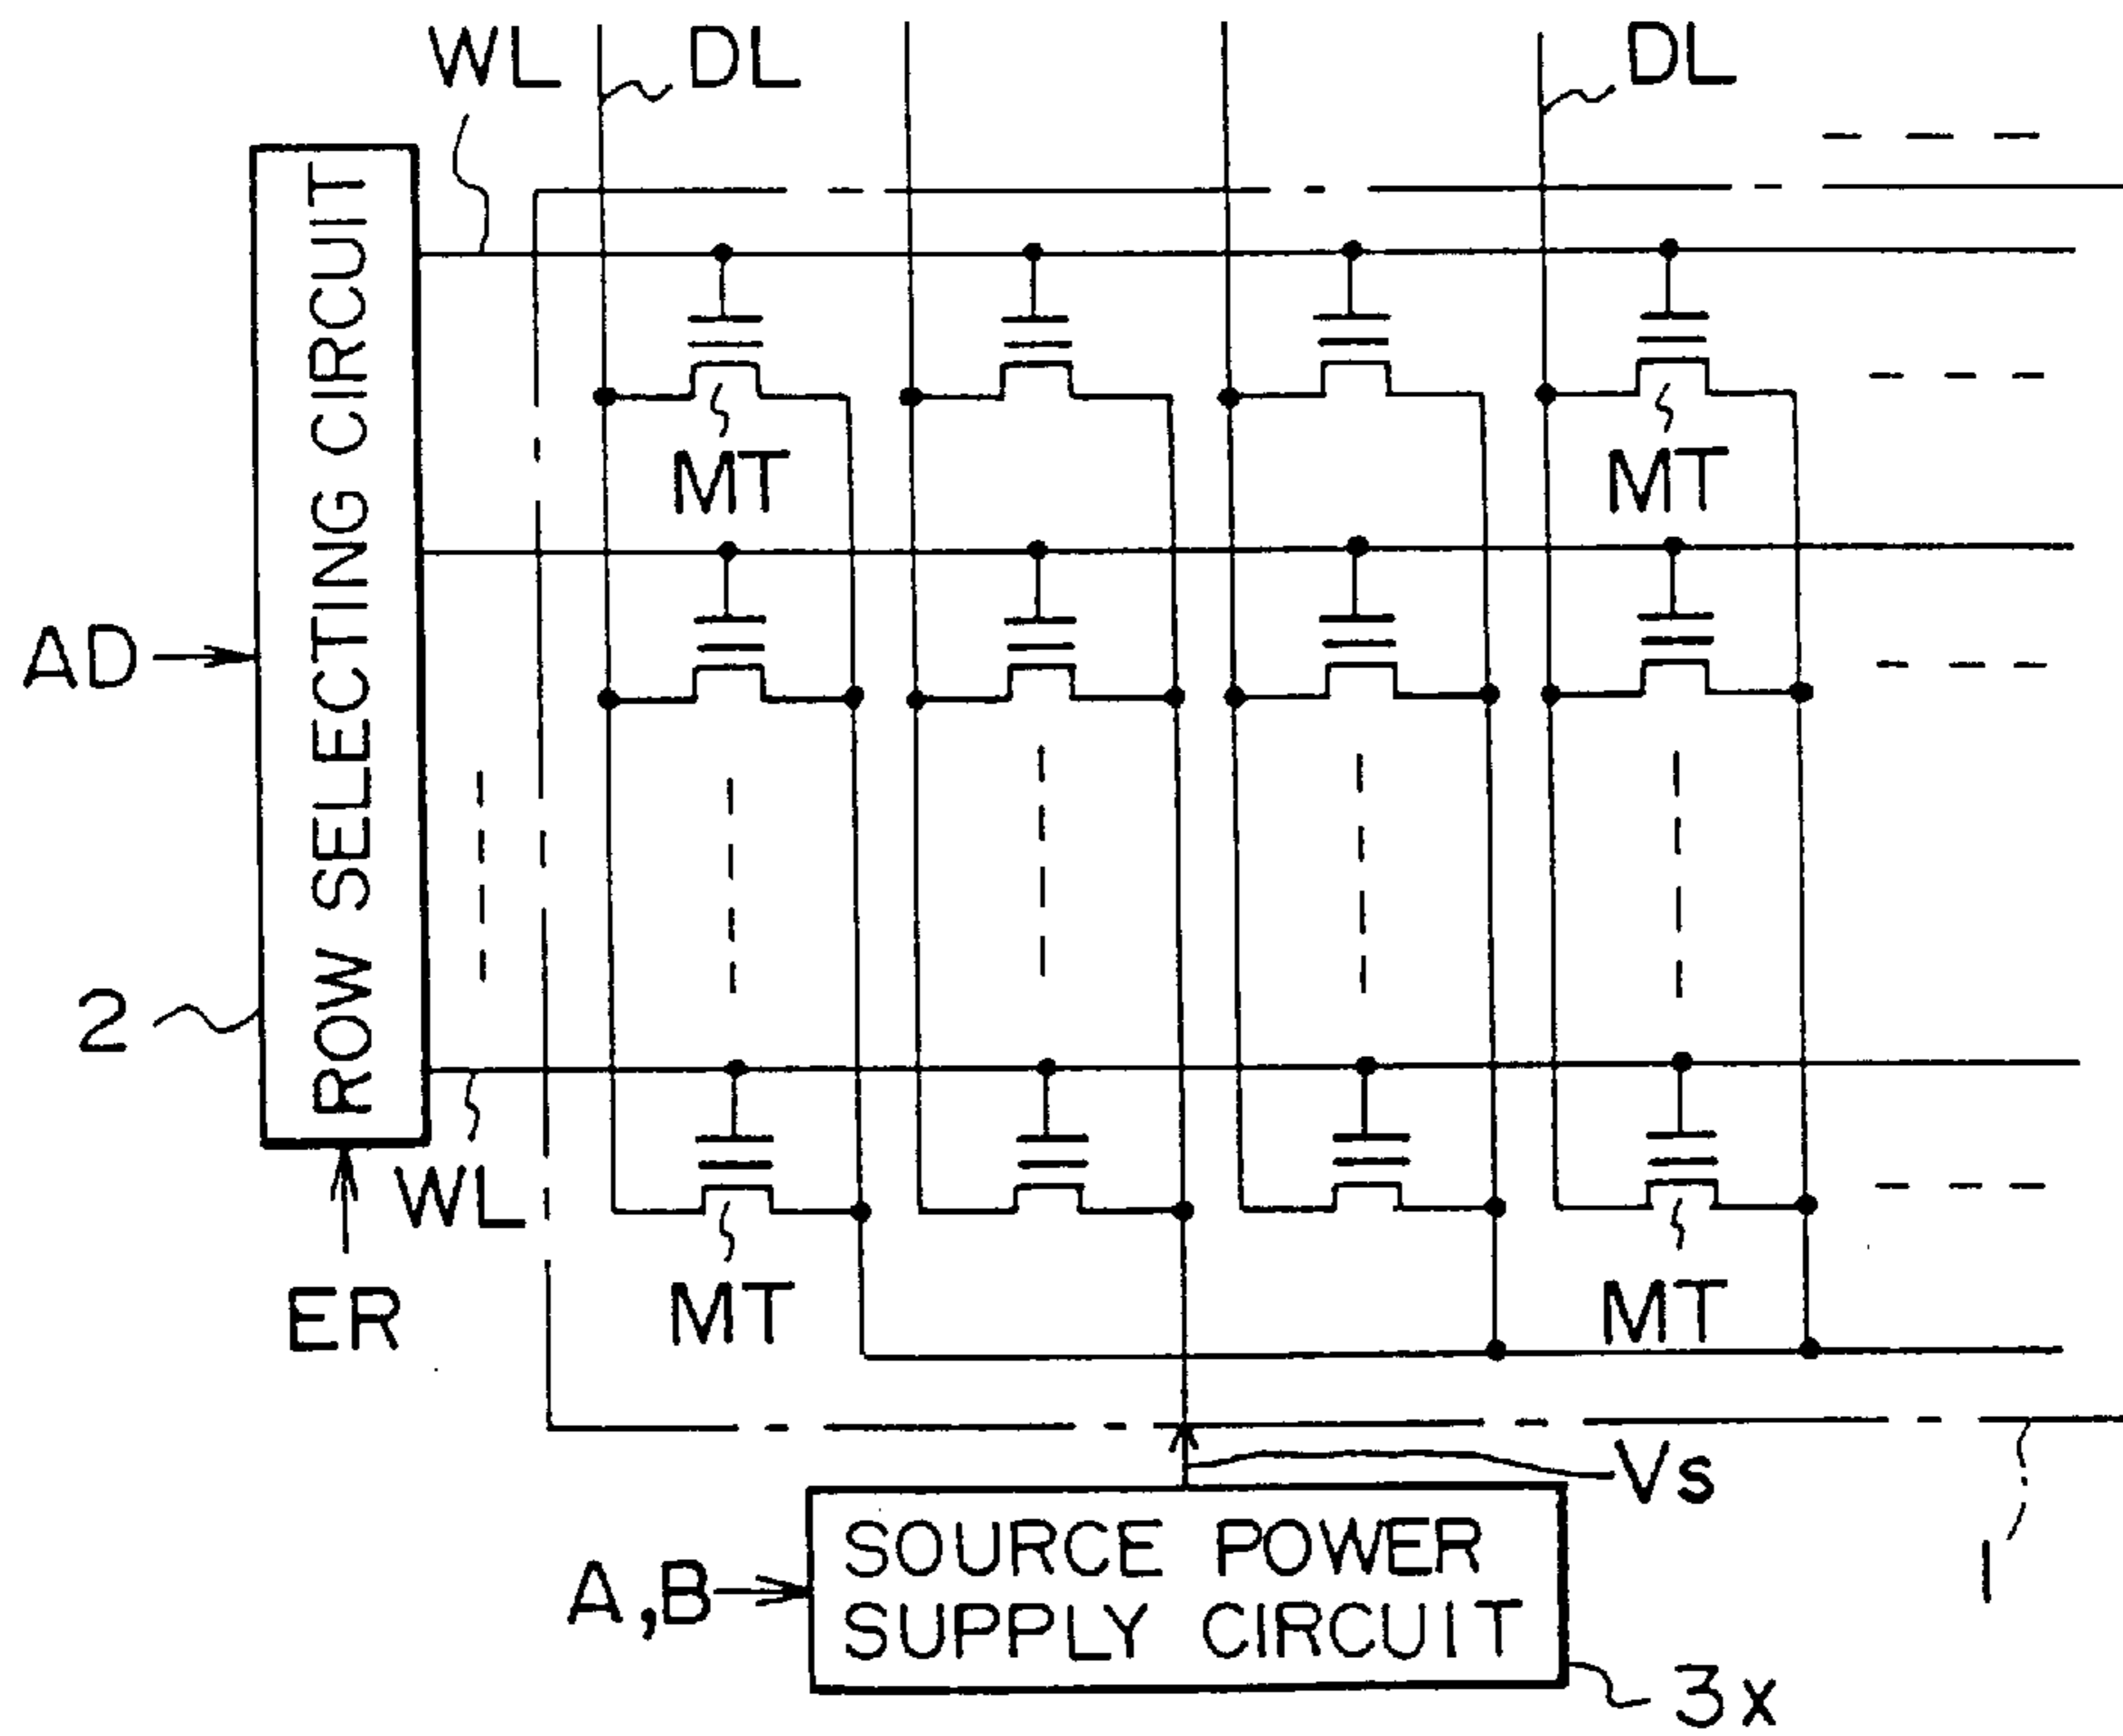 WL
DL
DL
ROW SELECTING CIRCUIT
MT
MT
AD
2
WL
ER
MT
MT
Vs
SOURCE POWER
SUPPLY CIRCUIT
A,B
1
3x